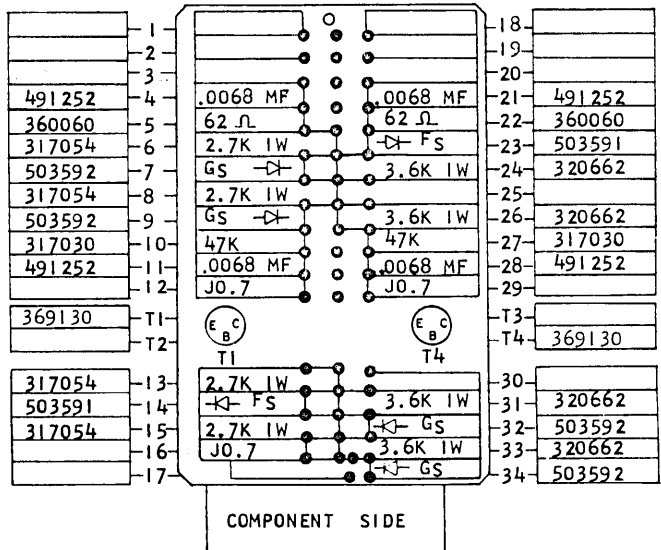 1 18
2 19
3 20
491252 4 .0068 MF .0068 MF 21 491252
360060 5 62 Ω 62 Ω 22 360060
317054 6 2.7K 1W FS 23 503591
503592 7 GS 3.6K 1W 24 320662
317054 8 2.7K 1W 25
503592 9 GS 3.6K 1W 26 320662
317030 10 47K 47K 27 317030
491252 11 .0068 MF .0068 MF 28 491252
12 J0.7 J0.7 29
369130 T1 E B C E B C T3
T2 T1 T4 T4 369130
317054 13 2.7K 1W 30
503591 14 FS 3.6K 1W 31 320662
317054 15 2.7K 1W GS 32 503592
16 J0.7 3.6K 1W 33 320662
17 GS 34 503592
COMPONENT SIDE